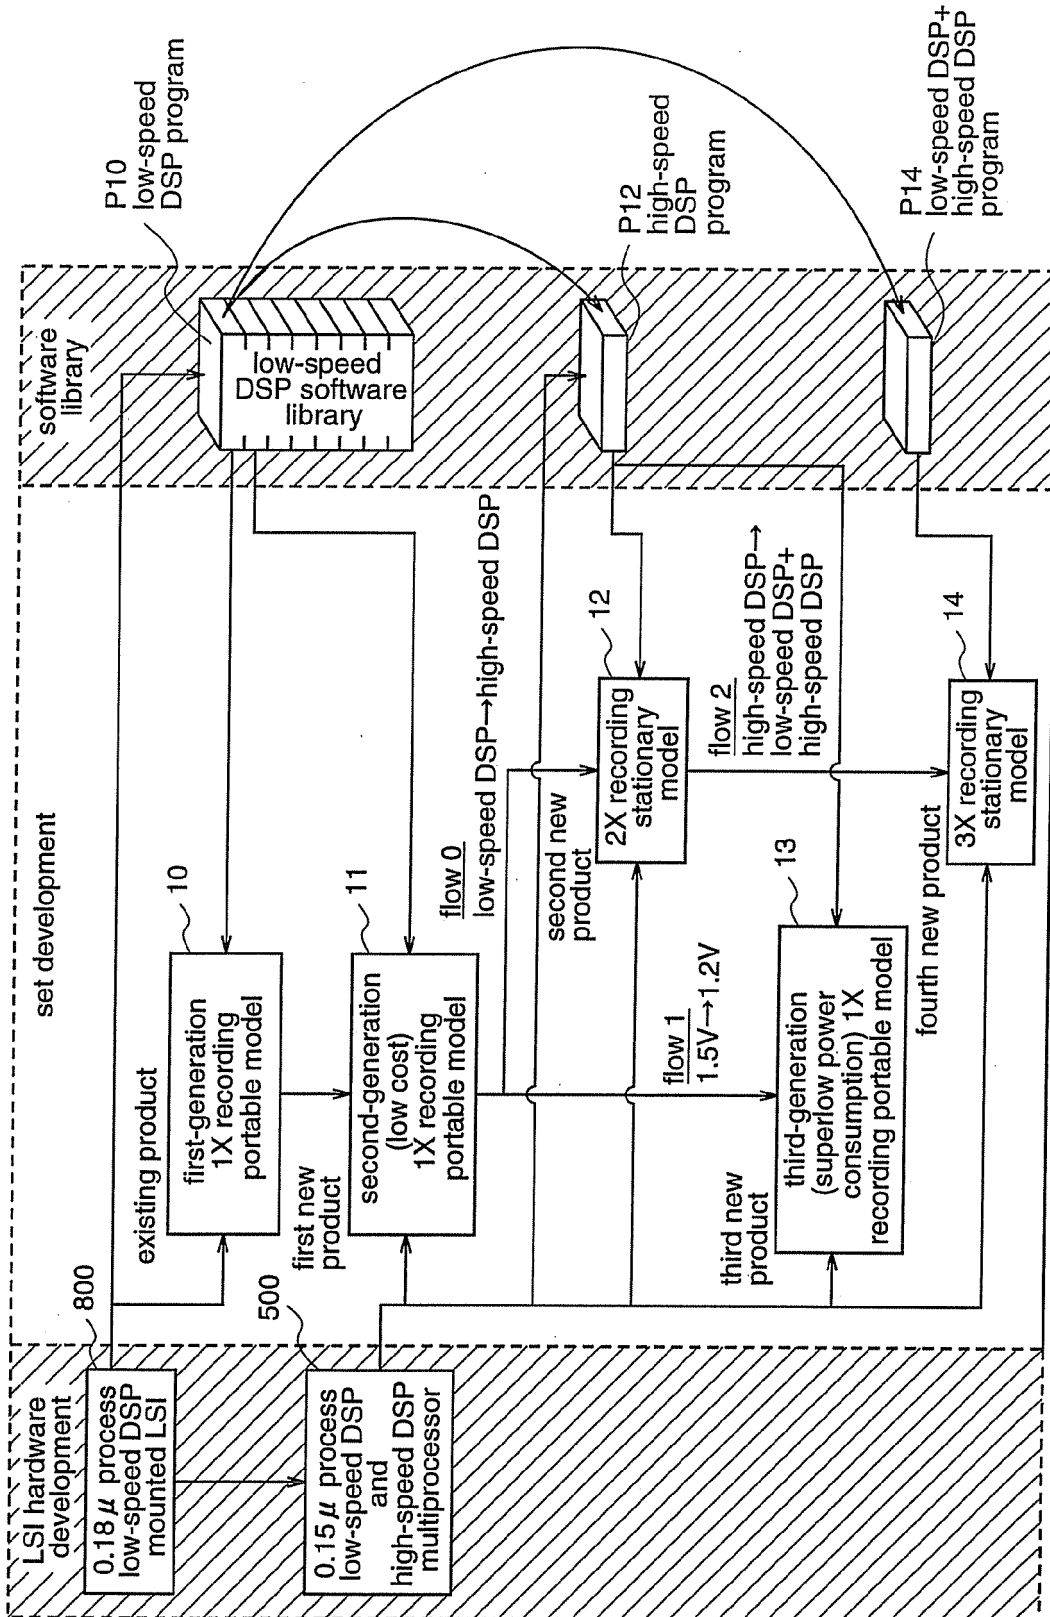 LSI hardware
development
800
0.18μ process
low-speed DSP
mounted LSI
500
0.15μ process
low-speed DSP
and
high-speed DSP
multiprocessor
set development
existing product
10
first-generation
1X recording
portable model
first new
product
11
second-generation
(low cost)
1X recording
portable model
flow 0
low-speed DSP→high-speed DSP
second new
product
12
2X recording
stationary
model
flow 1
1.5V→1.2V
flow 2
high-speed DSP→
low-speed DSP+
high-speed DSP
third new
product
13
third-generation
(superlow power
consumption) 1X
recording portable model
fourth new product
14
3X recording
stationary
model
software
library
low-speed
DSP software
library
P10
low-speed
DSP program
P12
high-speed
DSP
program
P14
low-speed DSP+
high-speed DSP
program